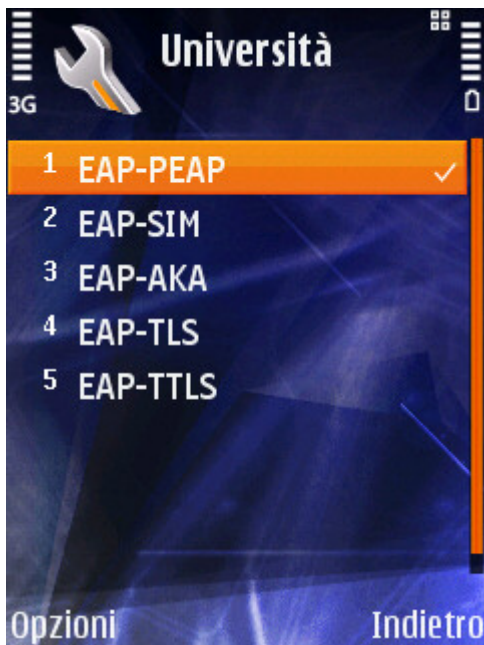 Università
3G
1 EAP-PEAP
2 EAP-SIM
3 EAP-AKA
4 EAP-TLS
5 EAP-TTLS
Opzioni Indietro